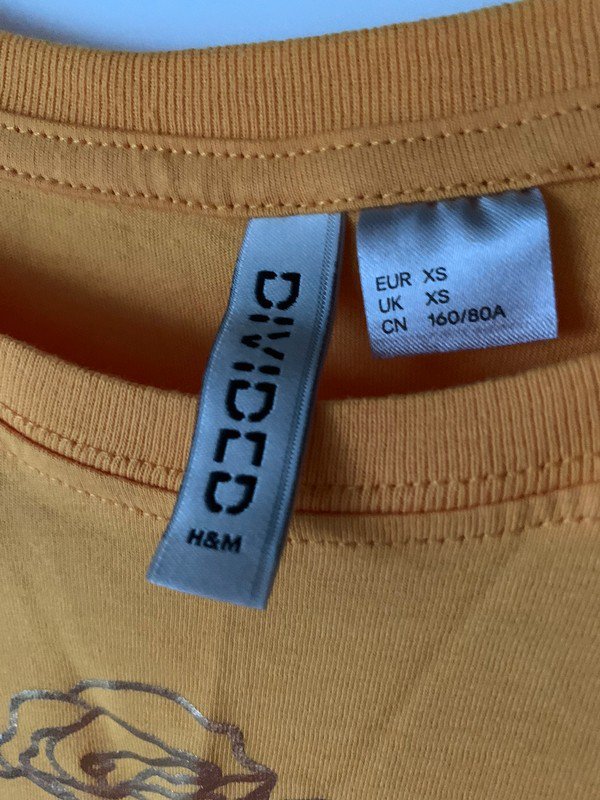 DIVIDED
H&M
EUR XS
UK XS
CN 160/80A